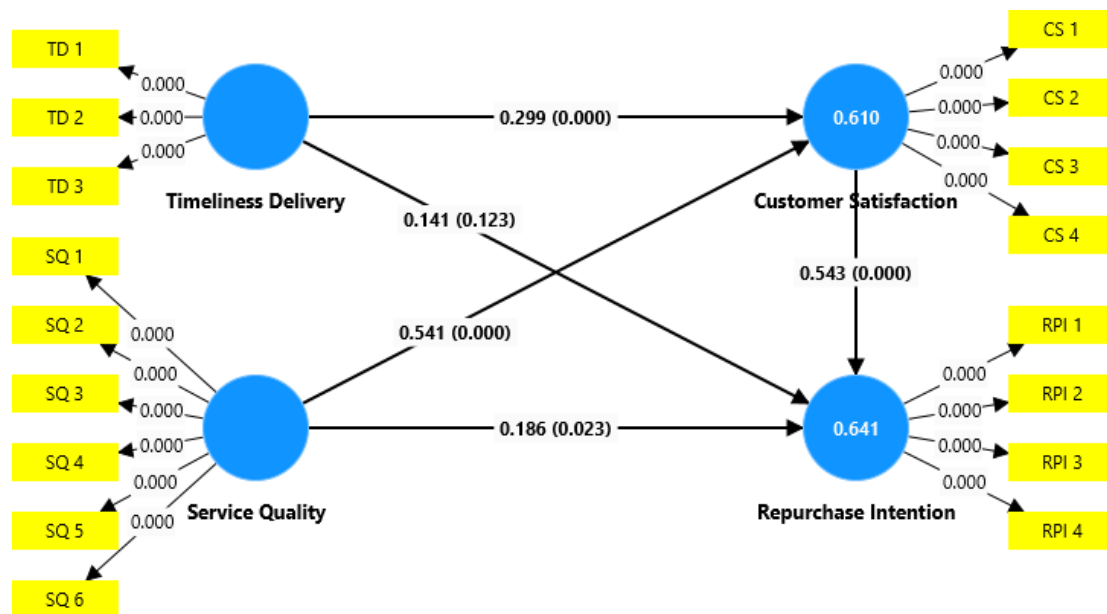 TD 1
TD 2
TD 3
0.000
0.000
0.000
Timeliness Delivery
SQ 1
SQ 2
SQ 3
SQ 4
SQ 5
SQ 6
0.000
0.000
0.000
0.000
0.000
0.000
Service Quality
0.299 (0.000)
0.141 (0.123)
0.541 (0.000)
0.186 (0.023)
0.610
Customer Satisfaction
0.543 (0.000)
0.641
Repurchase Intention
0.000
0.000
0.000
0.000
CS 1
CS 2
CS 3
CS 4
0.000
0.000
0.000
0.000
RPI 1
RPI 2
RPI 3
RPI 4